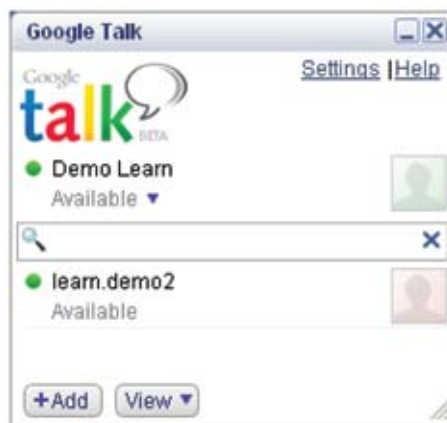 Google Talk
Settings | Help
Google
talk
BETA
Demo Learn
Available
learn.demo2
Available
+Add View